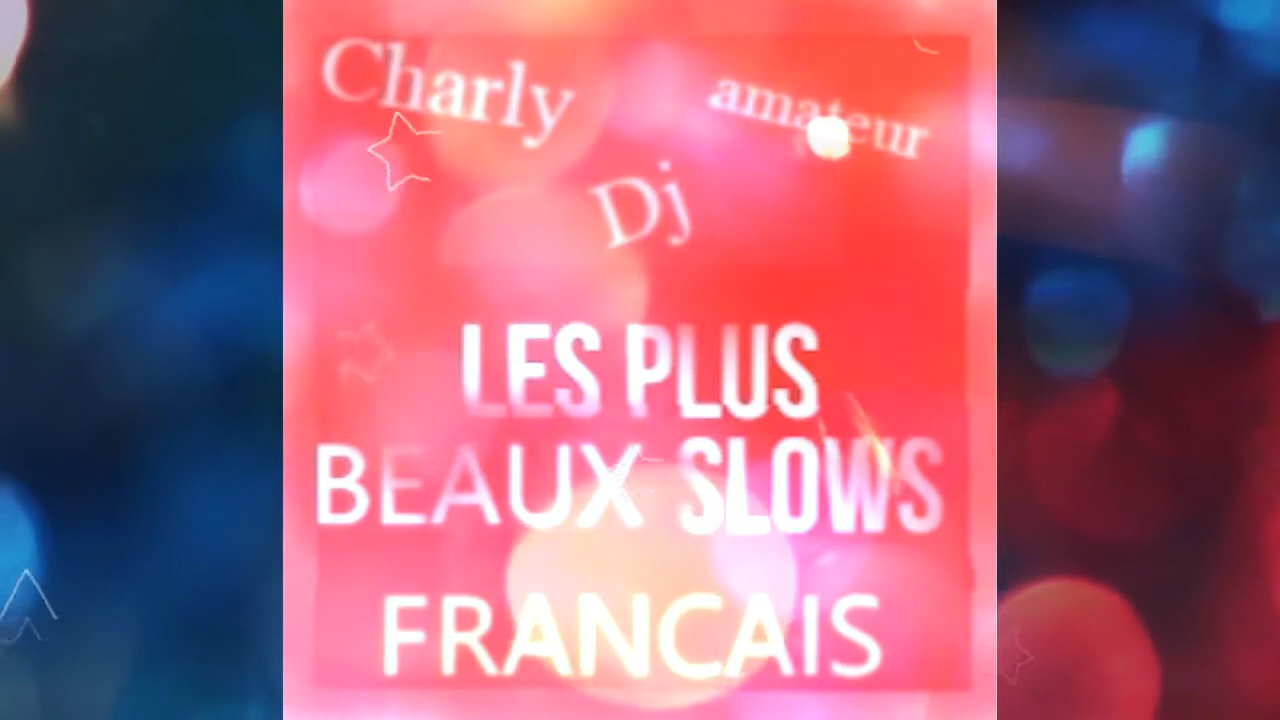 Charly
amateur
Dj
LES PLUS
BEAUX SLOWS
FRANCAIS